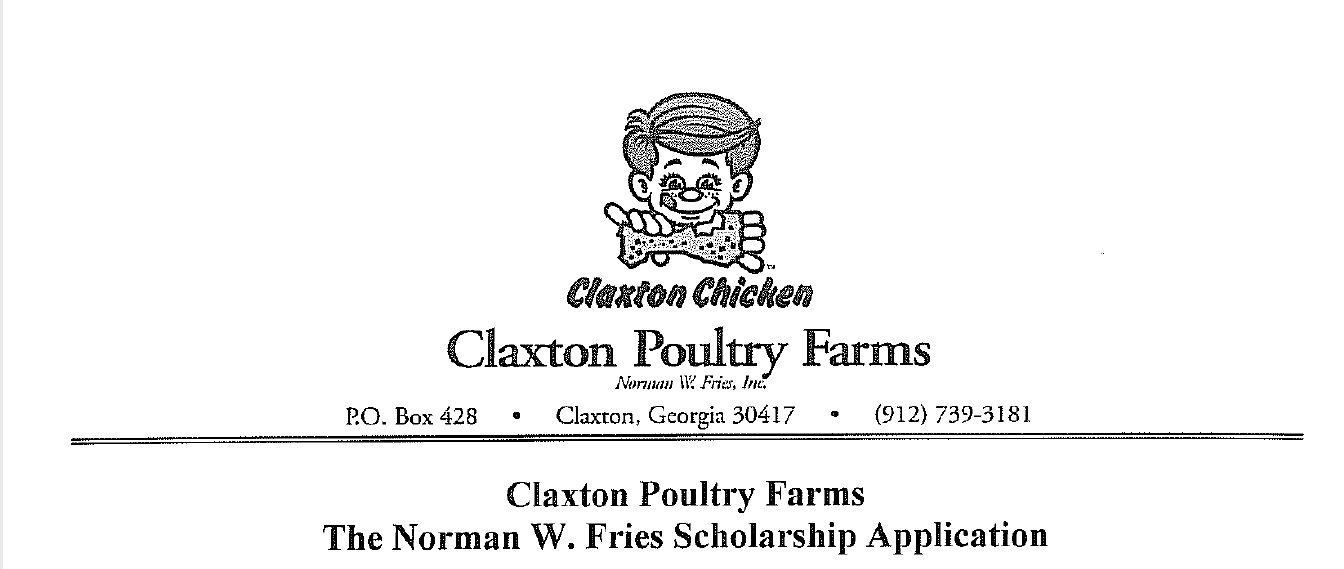 Claxton Chicken
Claxton Poultry Farms
Norman W. Fries, Inc.
P.O. Box 428 • Claxton, Georgia 30417 • (912) 739-3181
Claxton Poultry Farms
The Norman W. Fries Scholarship Application